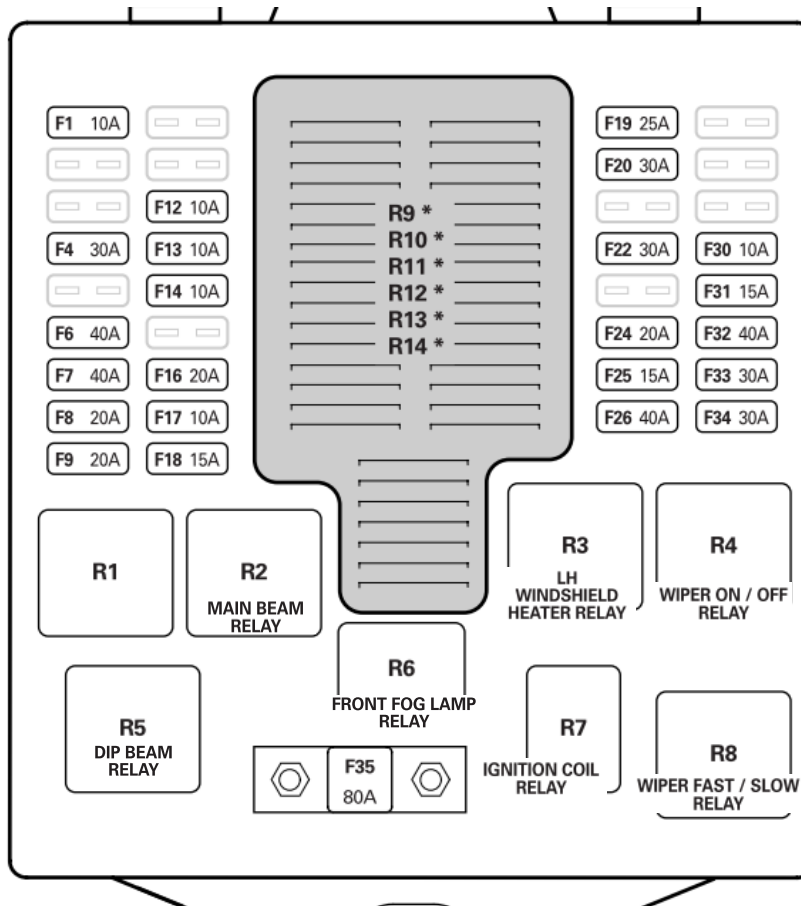 F1 10A
F19 25A
F20 30A
F12 10A
R9 *
F4 30A
F13 10A
R10 *
F22 30A
F30 10A
R11 *
F14 10A
R12 *
F31 15A
F6 40A
R13 *
F24 20A
F32 40A
R14 *
F7 40A
F16 20A
F25 15A
F33 30A
F8 20A
F17 10A
F26 40A
F34 30A
F9 20A
F18 15A
R1
R2
MAIN BEAM
RELAY
R3
LH
WINDSHIELD
HEATER RELAY
R4
WIPER ON / OFF
RELAY
R5
DIP BEAM
RELAY
R6
FRONT FOG LAMP
RELAY
F35
80A
R7
IGNITION COIL
RELAY
R8
WIPER FAST / SLOW
RELAY